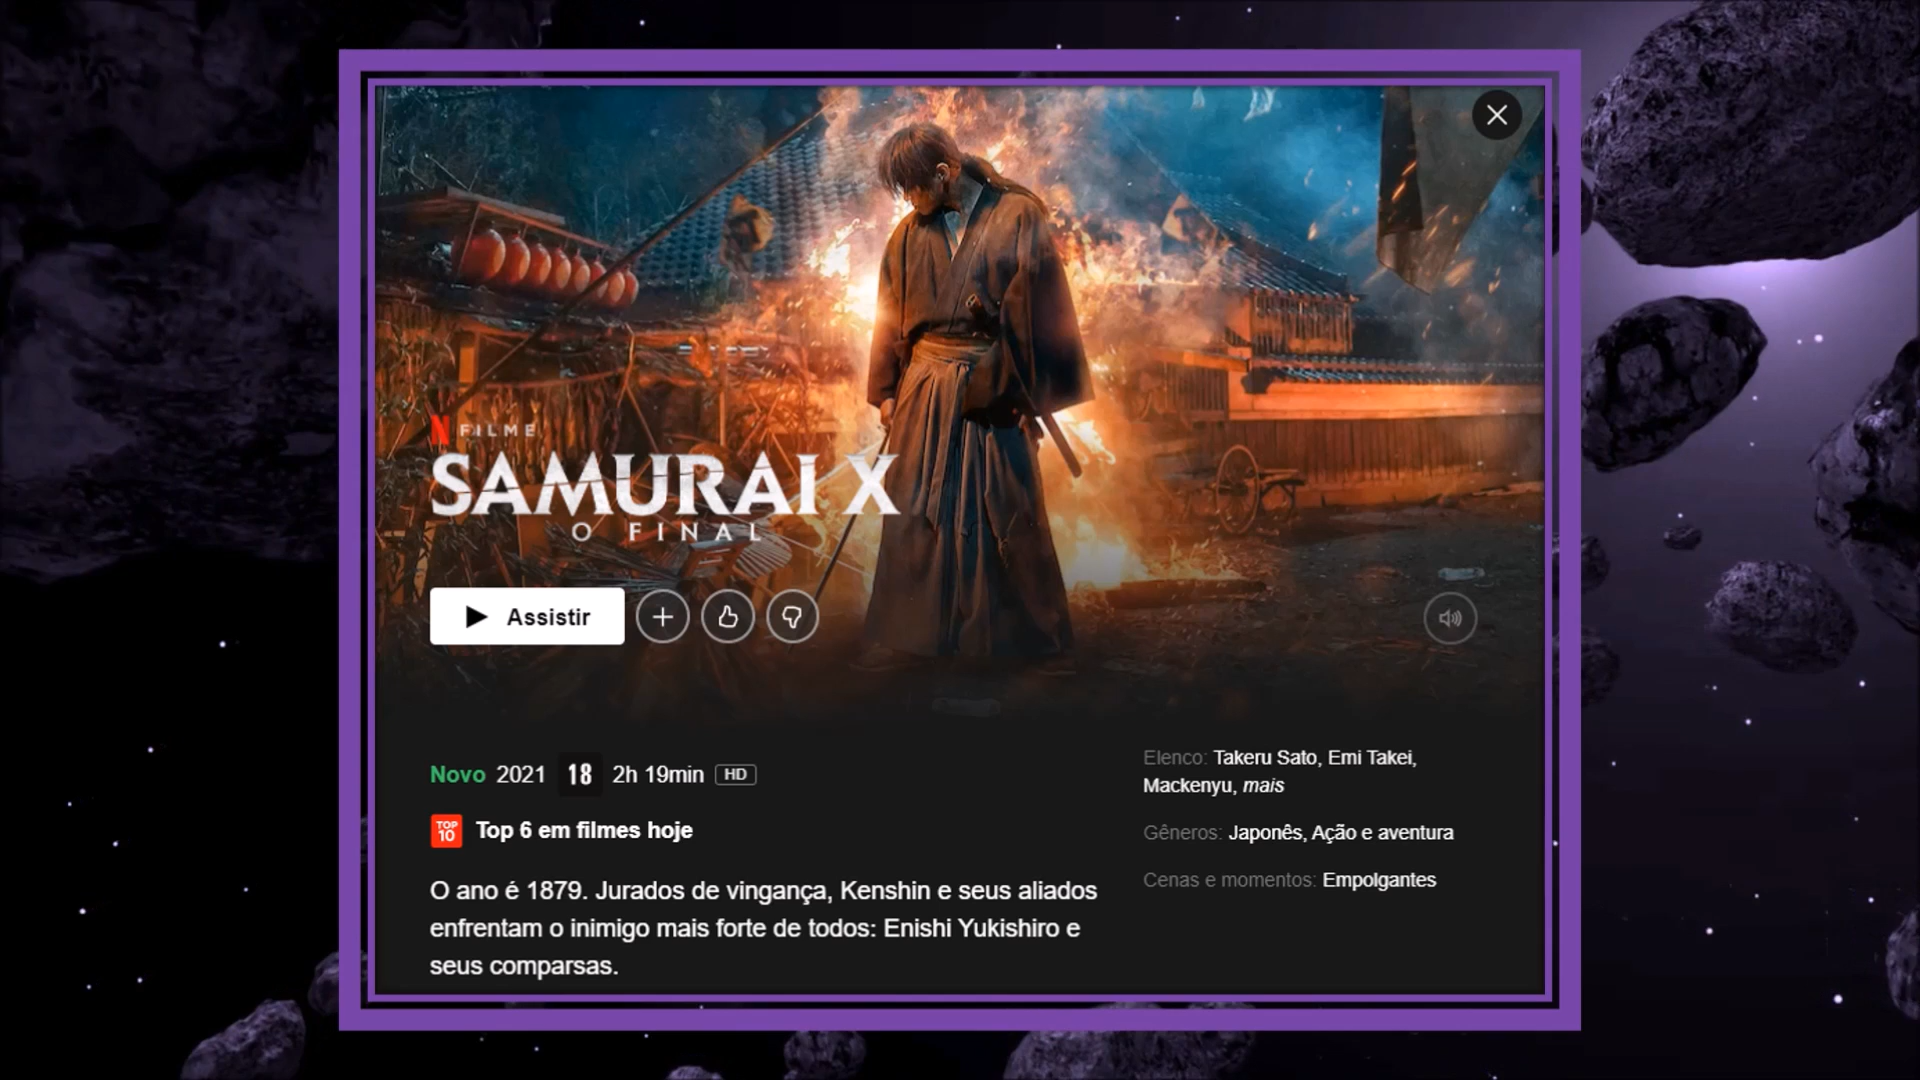 N FILME
SAMURAI X
O FINAL
Assistir
Novo 2021 18 2h 19min HD
TOP 10 Top 6 em filmes hoje
O ano é 1879. Jurados de vingança, Kenshin e seus aliados
enfrentam o inimigo mais forte de todos: Enishi Yukishiro e
seus comparsas.
Elenco: Takeru Sato, Emi Takei,
Mackenyu, mais
Gêneros: Japonês, Ação e aventura
Cenas e momentos: Empolgantes